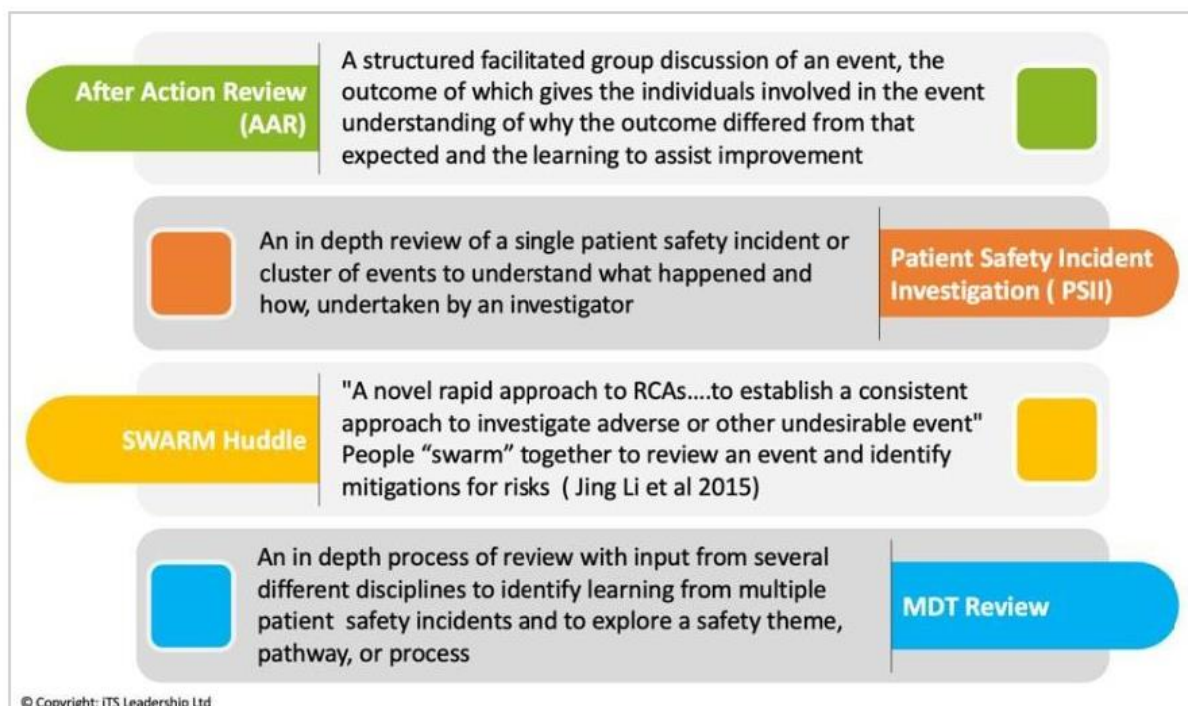 After Action Review
(AAR)
A structured facilitated group discussion of an event, the
outcome of which gives the individuals involved in the event
understanding of why the outcome differed from that
expected and the learning to assist improvement
An in depth review of a single patient safety incident or
cluster of events to understand what happened and
how, undertaken by an investigator
Patient Safety Incident
Investigation ( PSII)
SWARM Huddle
"A novel rapid approach to RCAs....to establish a consistent
approach to investigate adverse or other undesirable event"
People “swarm” together to review an event and identify
mitigations for risks ( Jing Li et al 2015)
An in depth process of review with input from several
different disciplines to identify learning from multiple
patient safety incidents and to explore a safety theme,
pathway, or process
MDT Review
© Copyright: iTS Leadership Ltd